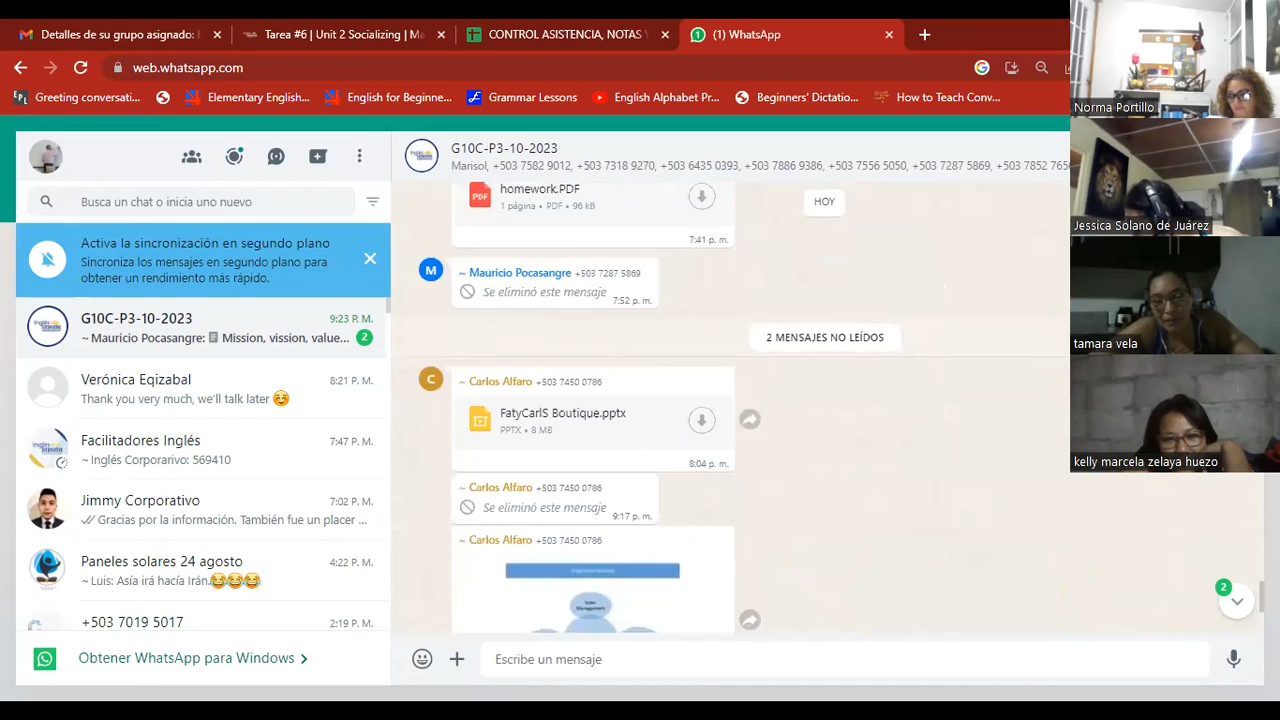 Detalles de su grupo asignado: I
Tarea #6 | Unit 2 Socializing | Ma
CONTROL ASISTENCIA, NOTAS Y
(1) WhatsApp
web.whatsapp.com
EPL Greeting conversati...
Elementary English...
English for Beginne...
Grammar Lessons
English Alphabet Pr...
Beginners' Dictatio...
How to Teach Conv...
Busca un chat o inicia uno nuevo
Activa la sincronización en segundo plano
Sincroniza los mensajes en segundo plano para
obtener un rendimiento más rápido.
G10C-P3-10-2023
9:23 P. M.
~ Mauricio Pocasangre: Mission, vission, value...
2
Verónica Eqizabal
8:21 P. M.
Thank you very much, we'll talk later ☺️
Facilitadores Inglés
7:47 P. M.
~ Inglés Corporarivo: 569410
Jimmy Corporativo
7:02 P. M.
Gracias por la información. También fue un placer ...
Paneles solares 24 agosto
4:22 P. M.
~ Luis: Asía irá hacía Irán.😂😂😂
+503 7019 5017
2:19 P. M.
Obtener WhatsApp para Windows
G10C-P3-10-2023
Marisol, +503 7582 9012, +503 7318 9270, +503 6435 0393, +503 7886 9386, +503 7556 5050, +503 7287 5869, +503 7852 765
HOY
PDF
homework.PDF
1 página • PDF • 96 kB
7:41 p. m.
M
~ Mauricio Pocasangre +503 7287 5869
Se eliminó este mensaje
7:52 p. m.
2 MENSAJES NO LEÍDOS
C
~ Carlos Alfaro +503 7450 0786
FatyCarlS Boutique.pptx
PPTX • 8 MB
8:04 p. m.
~ Carlos Alfaro +503 7450 0786
Se eliminó este mensaje
9:17 p. m.
~ Carlos Alfaro +503 7450 0786
Sales
Management
2
Escribe un mensaje
Norma Portillo
Jessica Solano de Juárez
tamara vela
kelly marcela zelaya huezo